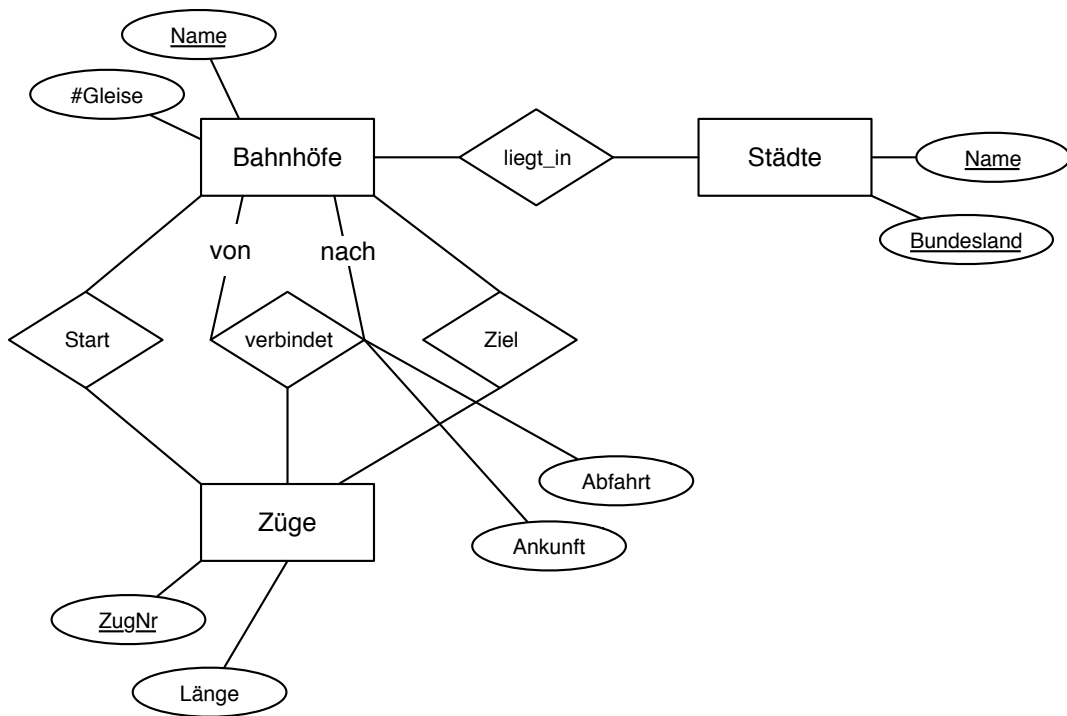 Name
#Gleise
Bahnhöfe
liegt_in
Städte
Name
Bundesland
von
nach
Start
verbindet
Ziel
Abfahrt
Züge
Ankunft
ZugNr
Länge